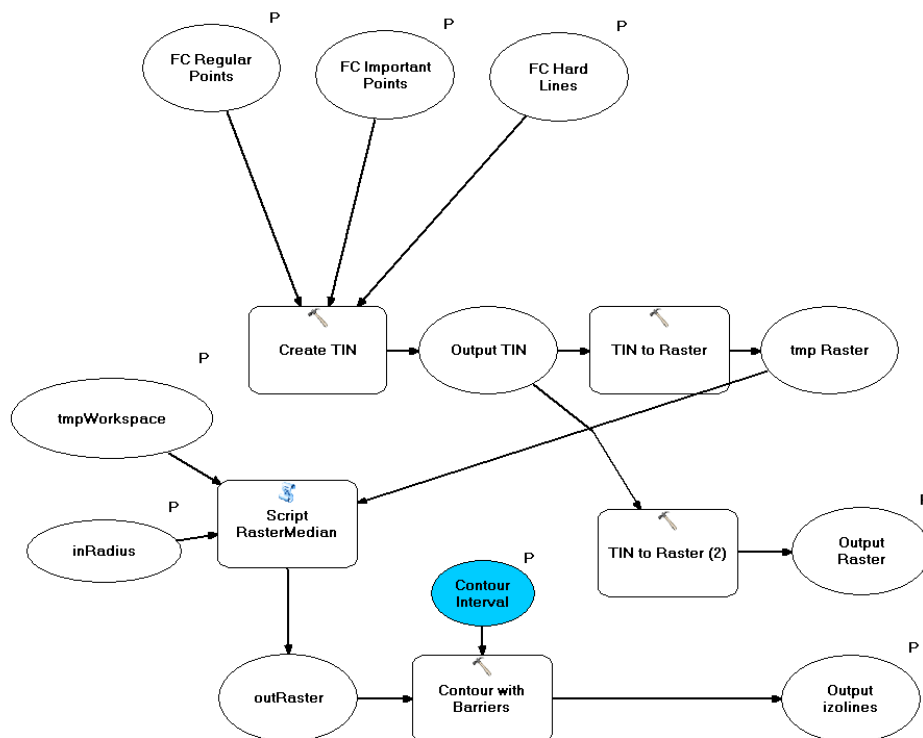 P
P
P
FC Regular
Points
FC Important
Points
FC Hard
Lines
Create TIN
Output TIN
TIN to Raster
tmp Raster
P
tmpWorkspace
P
inRadius
Script
RasterMedian
TIN to Raster (2)
P
Output
Raster
P
Contour
Interval
P
outRaster
Contour with
Barriers
Output
izolines